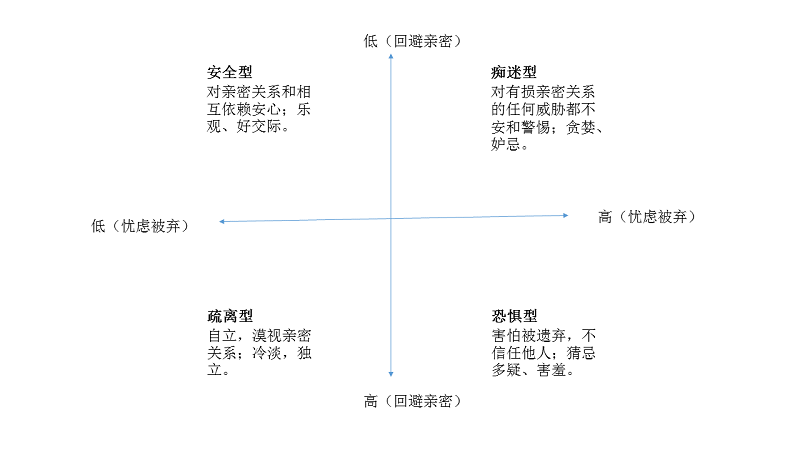 低（回避亲密）
安全型
对亲密关系和相
互依赖安心；乐
观、好交际。
痴迷型
对有损亲密关系
的任何威胁都不
安和警惕；贪婪、
妒忌。
低（忧虑被弃）
高（忧虑被弃）
疏离型
自立，漠视亲密
关系；冷淡，独
立。
恐惧型
害怕被遗弃，不
信任他人；猜忌
多疑、害羞。
高（回避亲密）